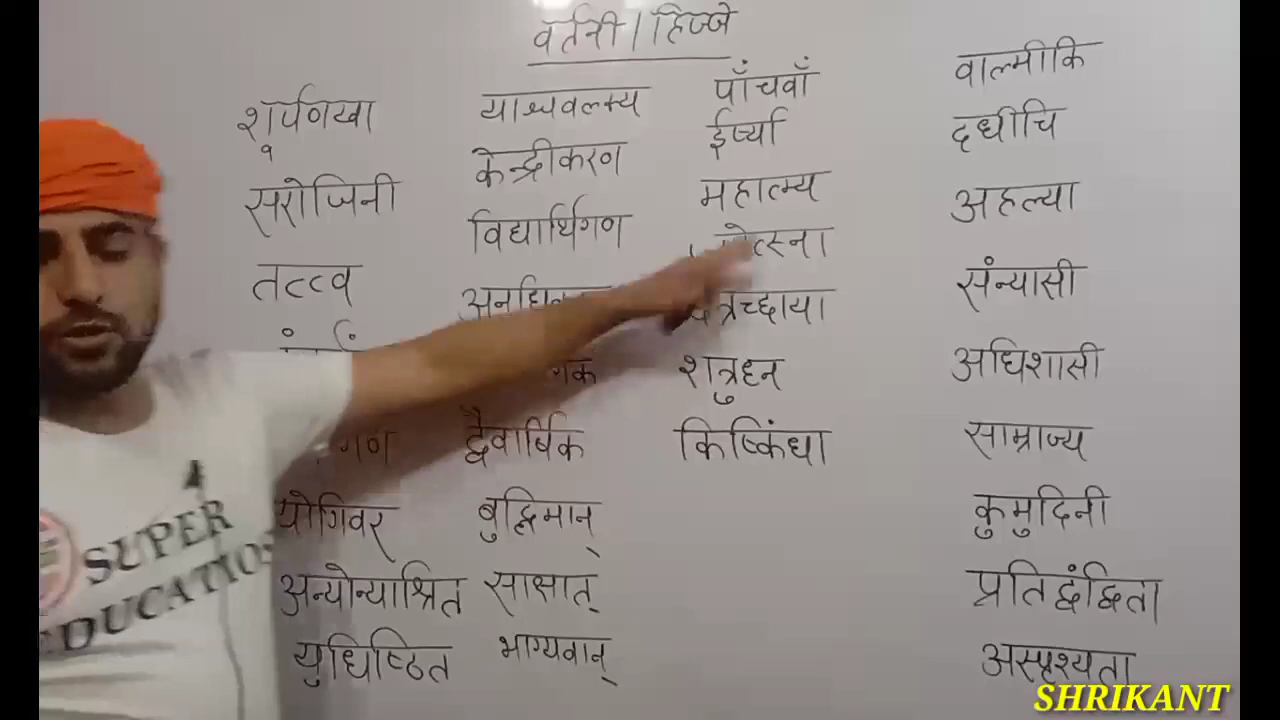 वर्तनी/हिज्जे
शूर्पणखा
सरोजिनी
तत्त्व
योगिवर
अन्योन्याश्रित
युधिष्ठित
याज्ञवल्क्य
केन्द्रीकरण
विद्यार्थिगण
द्वैवार्षिक
बुद्धिमान्
साक्षात्
भाग्यवान्
पाँचवाँ
ईर्ष्या
महात्म्य
शत्रुघ्न
किष्किंधा
वाल्मीकि
दधीचि
अहल्या
संन्यासी
अधिशासी
साम्राज्य
कुमुदिनी
प्रतिद्वंद्विता
अस्पृश्यता
SUPER
EDUCATION
SHRIKANT